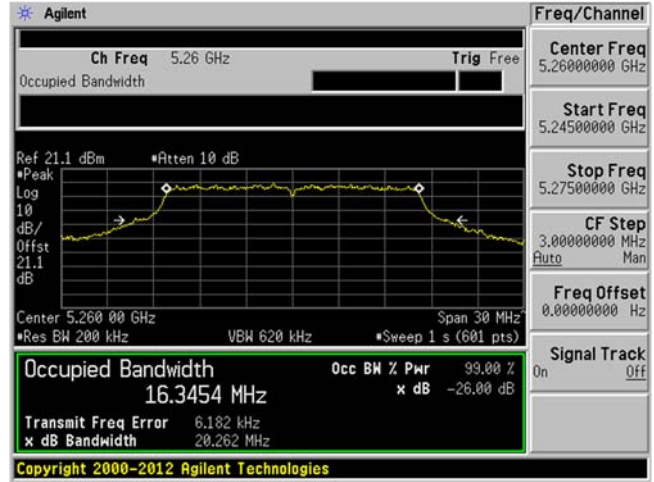 Agilent
Freq/Channel
Ch Freq 5.26 GHz Trig Free
Occupied Bandwidth
Center Freq
5.26000000 GHz
Start Freq
5.24500000 GHz
Stop Freq
5.27500000 GHz
CF Step
3.00000000 MHz
Auto Man
Freq Offset
0.00000000 Hz
Signal Track
On Off
Ref 21.1 dBm *Atten 10 dB
*Peak
Log
10
dB/
Offst
21.1
dB
Center 5.260 00 GHz Span 30 MHz^
*Res BW 200 kHz VBW 620 kHz *Sweep 1 s (601 pts)
Occupied Bandwidth Occ BW % Pwr 99.00 %
16.3454 MHz x dB -26.00 dB
Transmit Freq Error 6.182 kHz
x dB Bandwidth 20.262 MHz
Copyright 2000-2012 Agilent Technologies